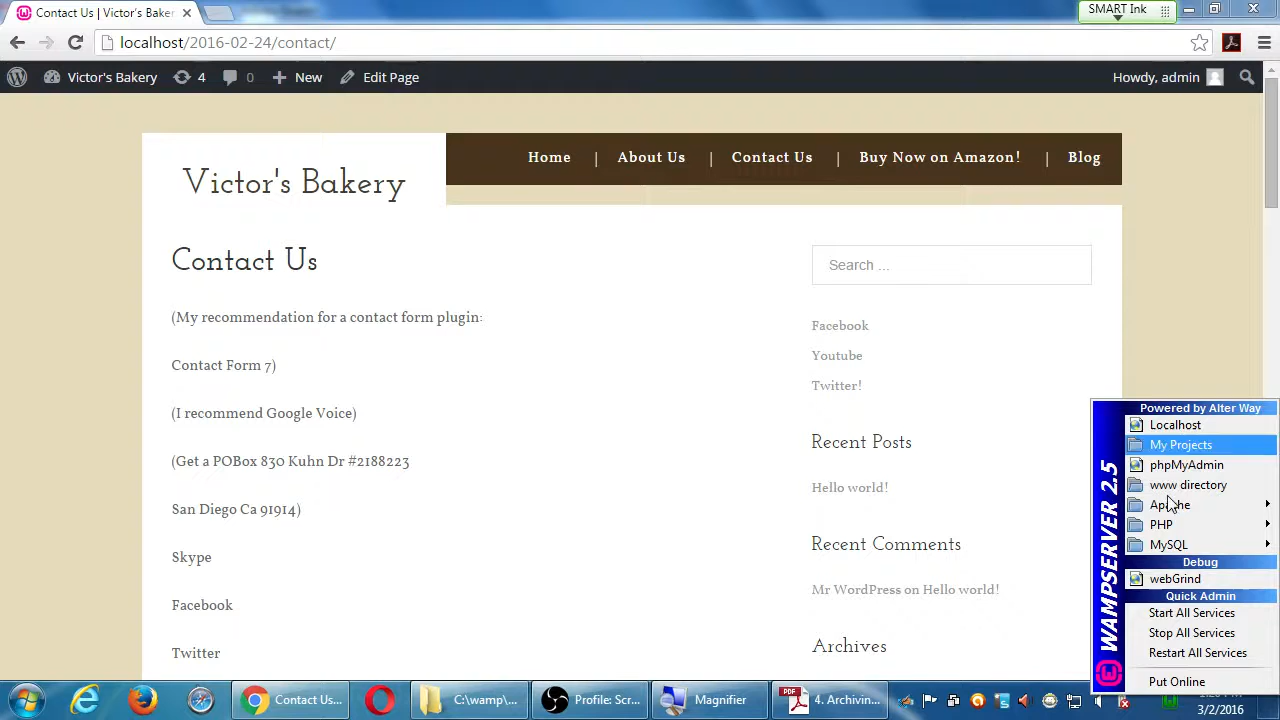 Contact Us | Victor's Baker
SMART Ink
localhost/2016-02-24/contact/
Victor's Bakery 4 0 New Edit Page Howdy, admin
Home | About Us | Contact Us | Buy Now on Amazon! | Blog
Victor's Bakery
Contact Us
(My recommendation for a contact form plugin:
Contact Form 7)
(I recommend Google Voice)
(Get a POBox 830 Kuhn Dr #2188223
San Diego Ca 91914)
Skype
Facebook
Twitter
Search ...
Facebook
Youtube
Twitter!
Recent Posts
Hello world!
Recent Comments
Mr WordPress on Hello world!
Archives
WAMPSERVER 2.5
Powered by Alter Way
Localhost
My Projects
phpMyAdmin
www directory
Apache
PHP
MySQL
Debug
webGrind
Quick Admin
Start All Services
Stop All Services
Restart All Services
Put Online
Contact Us... C:\wamp\... Profile: Scr... Magnifier PDF 4. Archivin...
3/2/2016